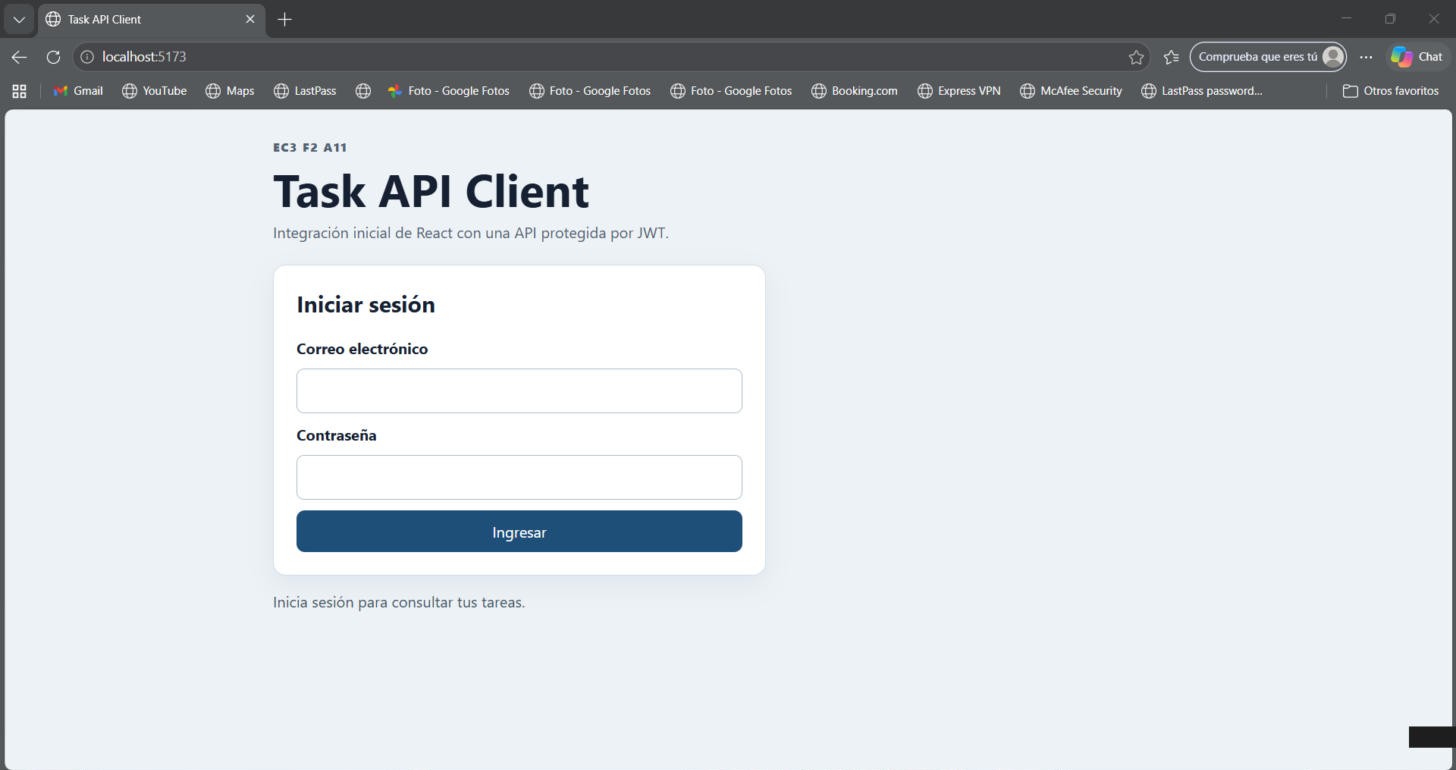 Task API Client
localhost:5173
Comprueba que eres tú
Chat
Gmail
YouTube
Maps
LastPass
Foto - Google Fotos
Foto - Google Fotos
Foto - Google Fotos
Booking.com
Express VPN
McAfee Security
LastPass password...
Otros favoritos
EC3 F2 A11
Task API Client
Integración inicial de React con una API protegida por JWT.
Iniciar sesión
Correo electrónico
Contraseña
Ingresar
Inicia sesión para consultar tus tareas.